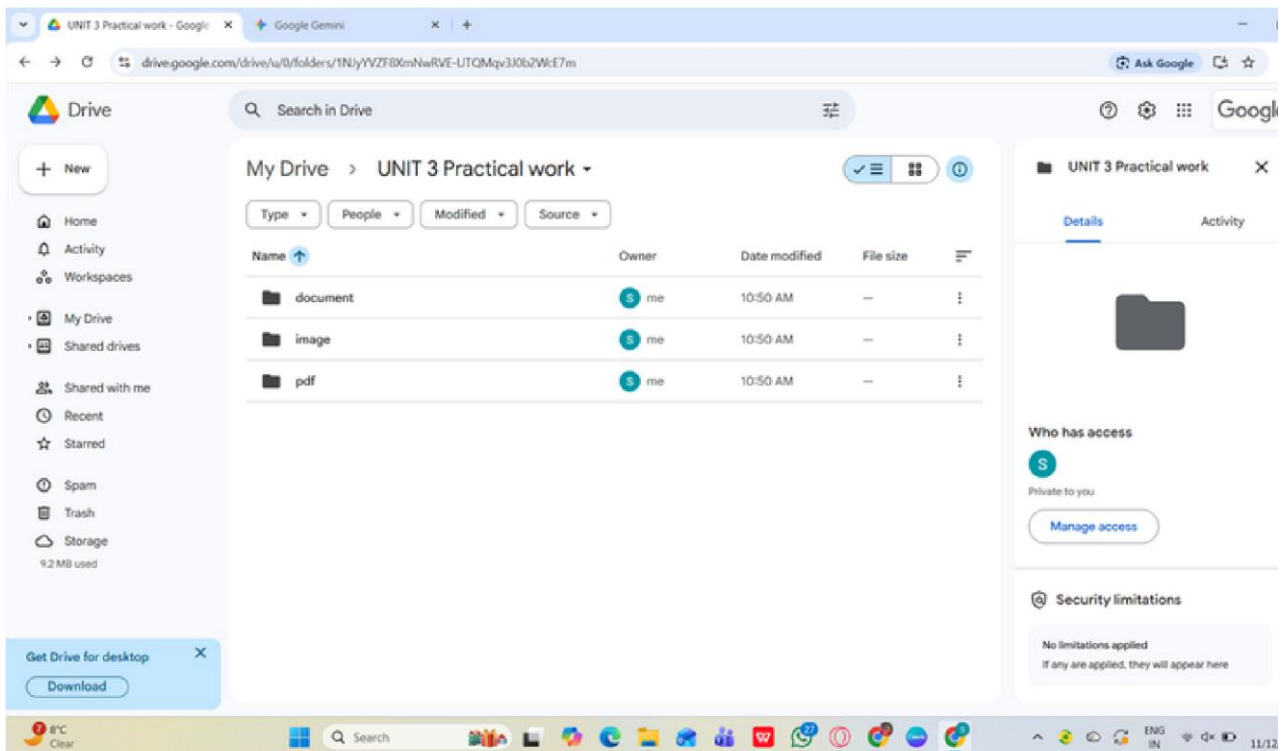 UNIT 3 Practical work - Google
Google Gemini
drive.google.com/drive/u/0/folders/
Ask Google
Drive
Search in Drive
Googl
New
My Drive > UNIT 3 Practical work
UNIT 3 Practical work
Type
People
Modified
Source
Details
Activity
Home
Activity
Workspaces
My Drive
Shared drives
Shared with me
Recent
Starred
Spam
Trash
Storage
9.2 MB used
Name Owner Date modified File size
document S me 10:50 AM —
image S me 10:50 AM —
pdf S me 10:50 AM —
Who has access
S
Private to you
Manage access
Security limitations
No limitations applied
If any are applied, they will appear here
Get Drive for desktop
Download
8°C
Clear
Search
27
ENG
IN
11/12